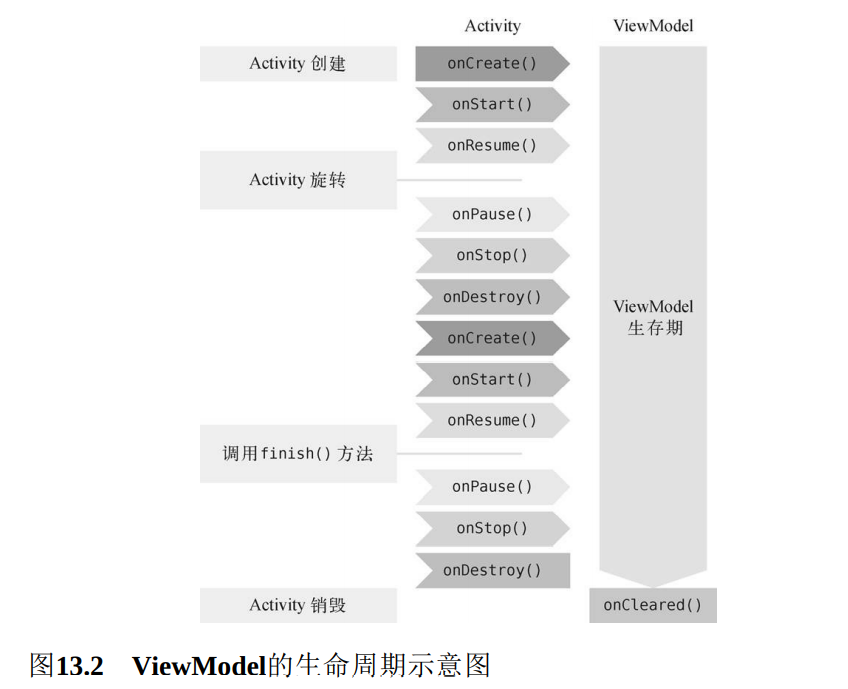 Activity
ViewModel
Activity 创建
onCreate()
onStart()
onResume()
Activity 旋转
onPause()
onStop()
onDestroy()
onCreate()
onStart()
onResume()
ViewModel
生存期
调用finish() 方法
onPause()
onStop()
onDestroy()
Activity 销毁
onCleared()
图13.2 ViewModel的生命周期示意图